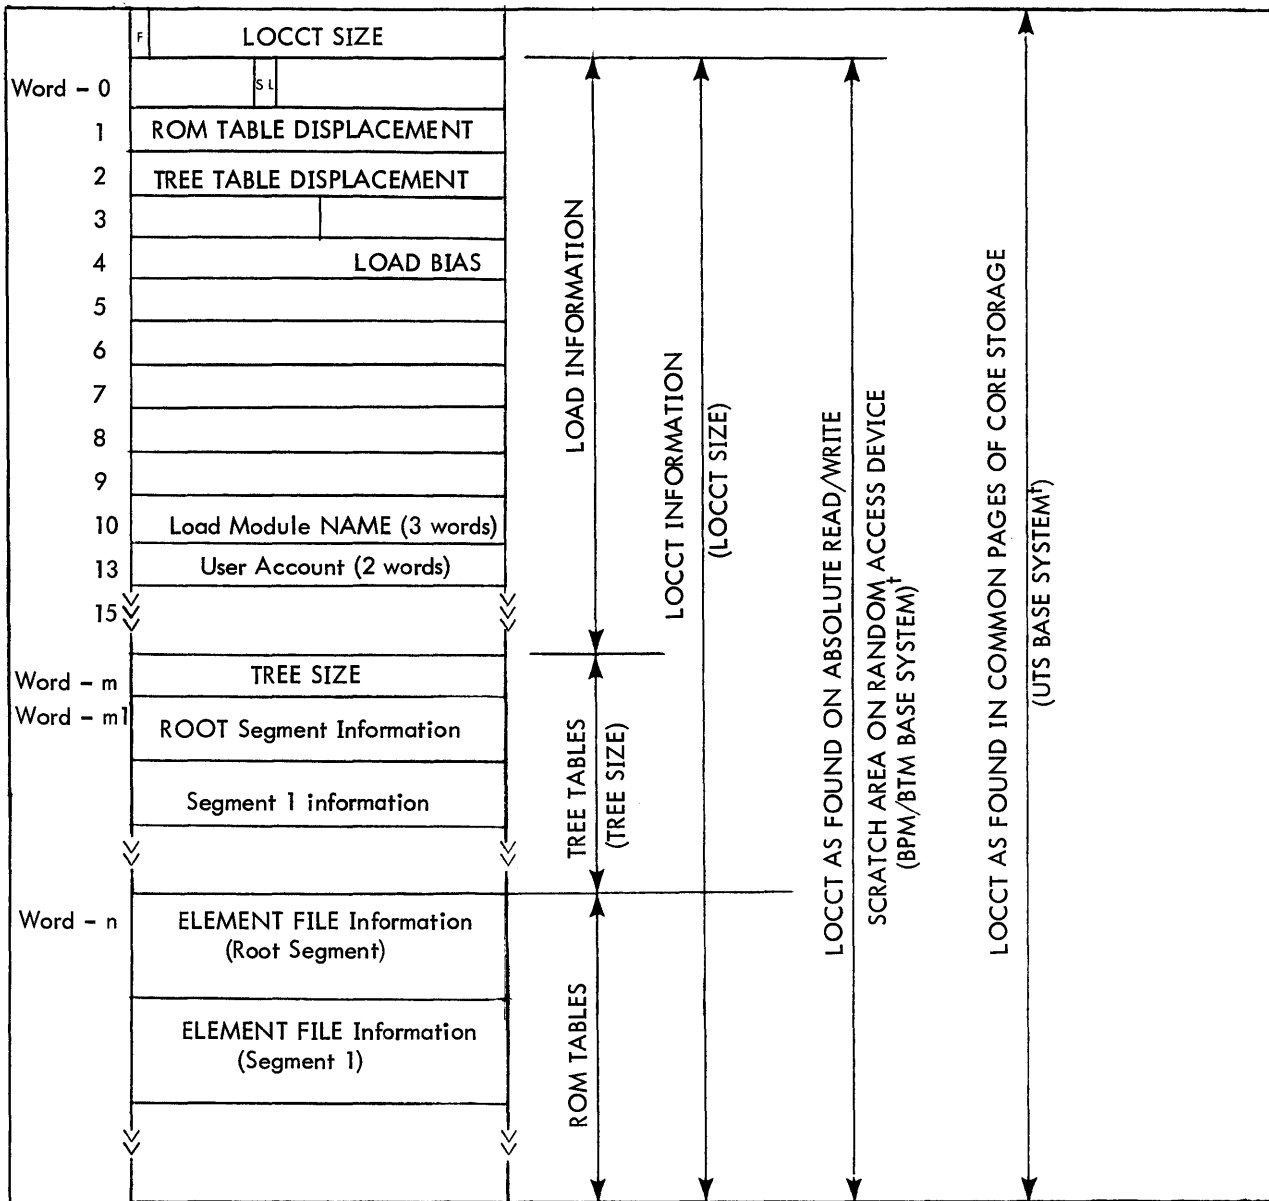 F LOCCT SIZE
Word - 0 S L
1 ROM TABLE DISPLACEMENT
2 TREE TABLE DISPLACEMENT
3
4 LOAD BIAS
5
6
7
8
9
10 Load Module NAME (3 words)
13 User Account (2 words)
15
Word - m TREE SIZE
Word - m1 ROOT Segment Information
Segment 1 information
Word - n ELEMENT FILE Information
(Root Segment)
ELEMENT FILE Information
(Segment 1)
LOAD INFORMATION
TREE TABLES
(TREE SIZE)
ROM TABLES
LOCCT INFORMATION
(LOCCT SIZE)
LOCCT AS FOUND ON ABSOLUTE READ/WRITE
SCRATCH AREA ON RANDOM ACCESS DEVICE
(BPM/BTM BASE SYSTEM)†
LOCCT AS FOUND IN COMMON PAGES OF CORE STORAGE
(UTS BASE SYSTEM†)